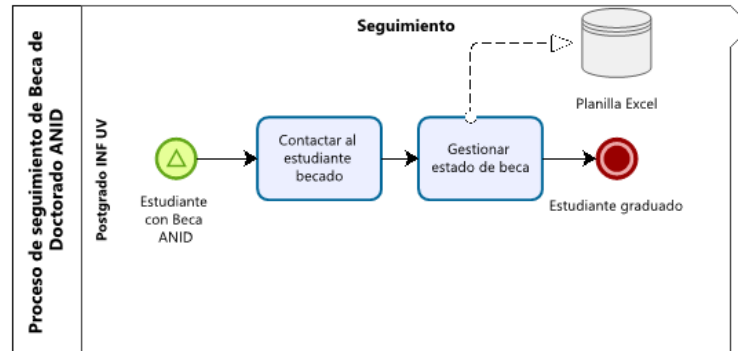 Proceso de seguimiento de Beca de
Doctorado ANID
Postgrado INF UV
Seguimiento
Planilla Excel
Contactar al
estudiante
becado
Gestionar
estado de beca
Estudiante
con Beca
ANID
Estudiante graduado